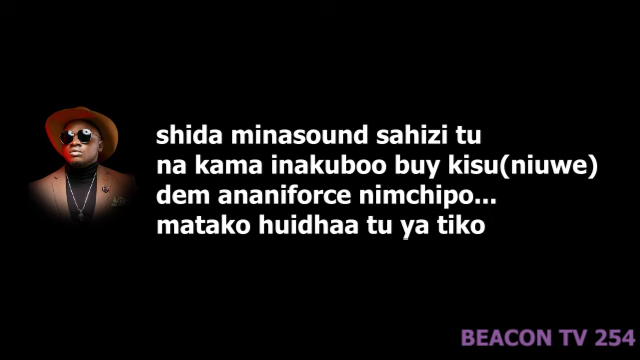 shida minasound sahizi tu
na kama inakuboo buy kisu(niuwe)
dem ananiforce nimchipo...
matako huidhaa tu ya tiko
BEACON TV 254